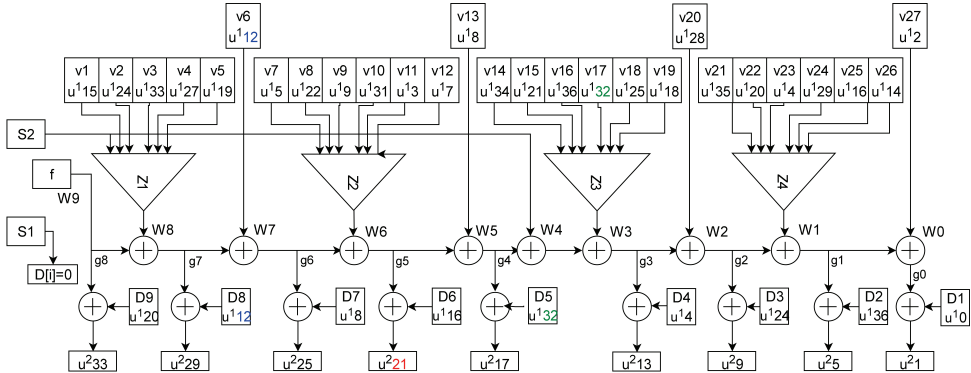 v6
u¹12
v13
u¹8
v20
u¹28
v27
u¹2
v1 v2 v3 v4 v5
u¹15 u¹24 u¹33 u¹27 u¹19
v7 v8 v9 v10 v11 v12
u¹5 u¹22 u¹9 u¹31 u¹3 u¹7
v14 v15 v16 v17 v18 v19
u¹34 u¹21 u¹36 u¹32 u¹25 u¹18
v21 v22 v23 v24 v25 v26
u¹35 u¹20 u¹4 u¹29 u¹16 u¹14
S2
f
W9
Z1 Z2 Z3 Z4
S1
W8 W7 W6 W5 W4 W3 W2 W1 W0
D[i]=0
g8 g7 g6 g5 g4 g3 g2 g1 g0
D9 D8 D7 D6 D5 D4 D3 D2 D1
u¹20 u¹12 u¹8 u¹16 u¹32 u¹4 u¹24 u¹36 u¹0
u²33 u²29 u²25 u²21 u²17 u²13 u²9 u²5 u²1